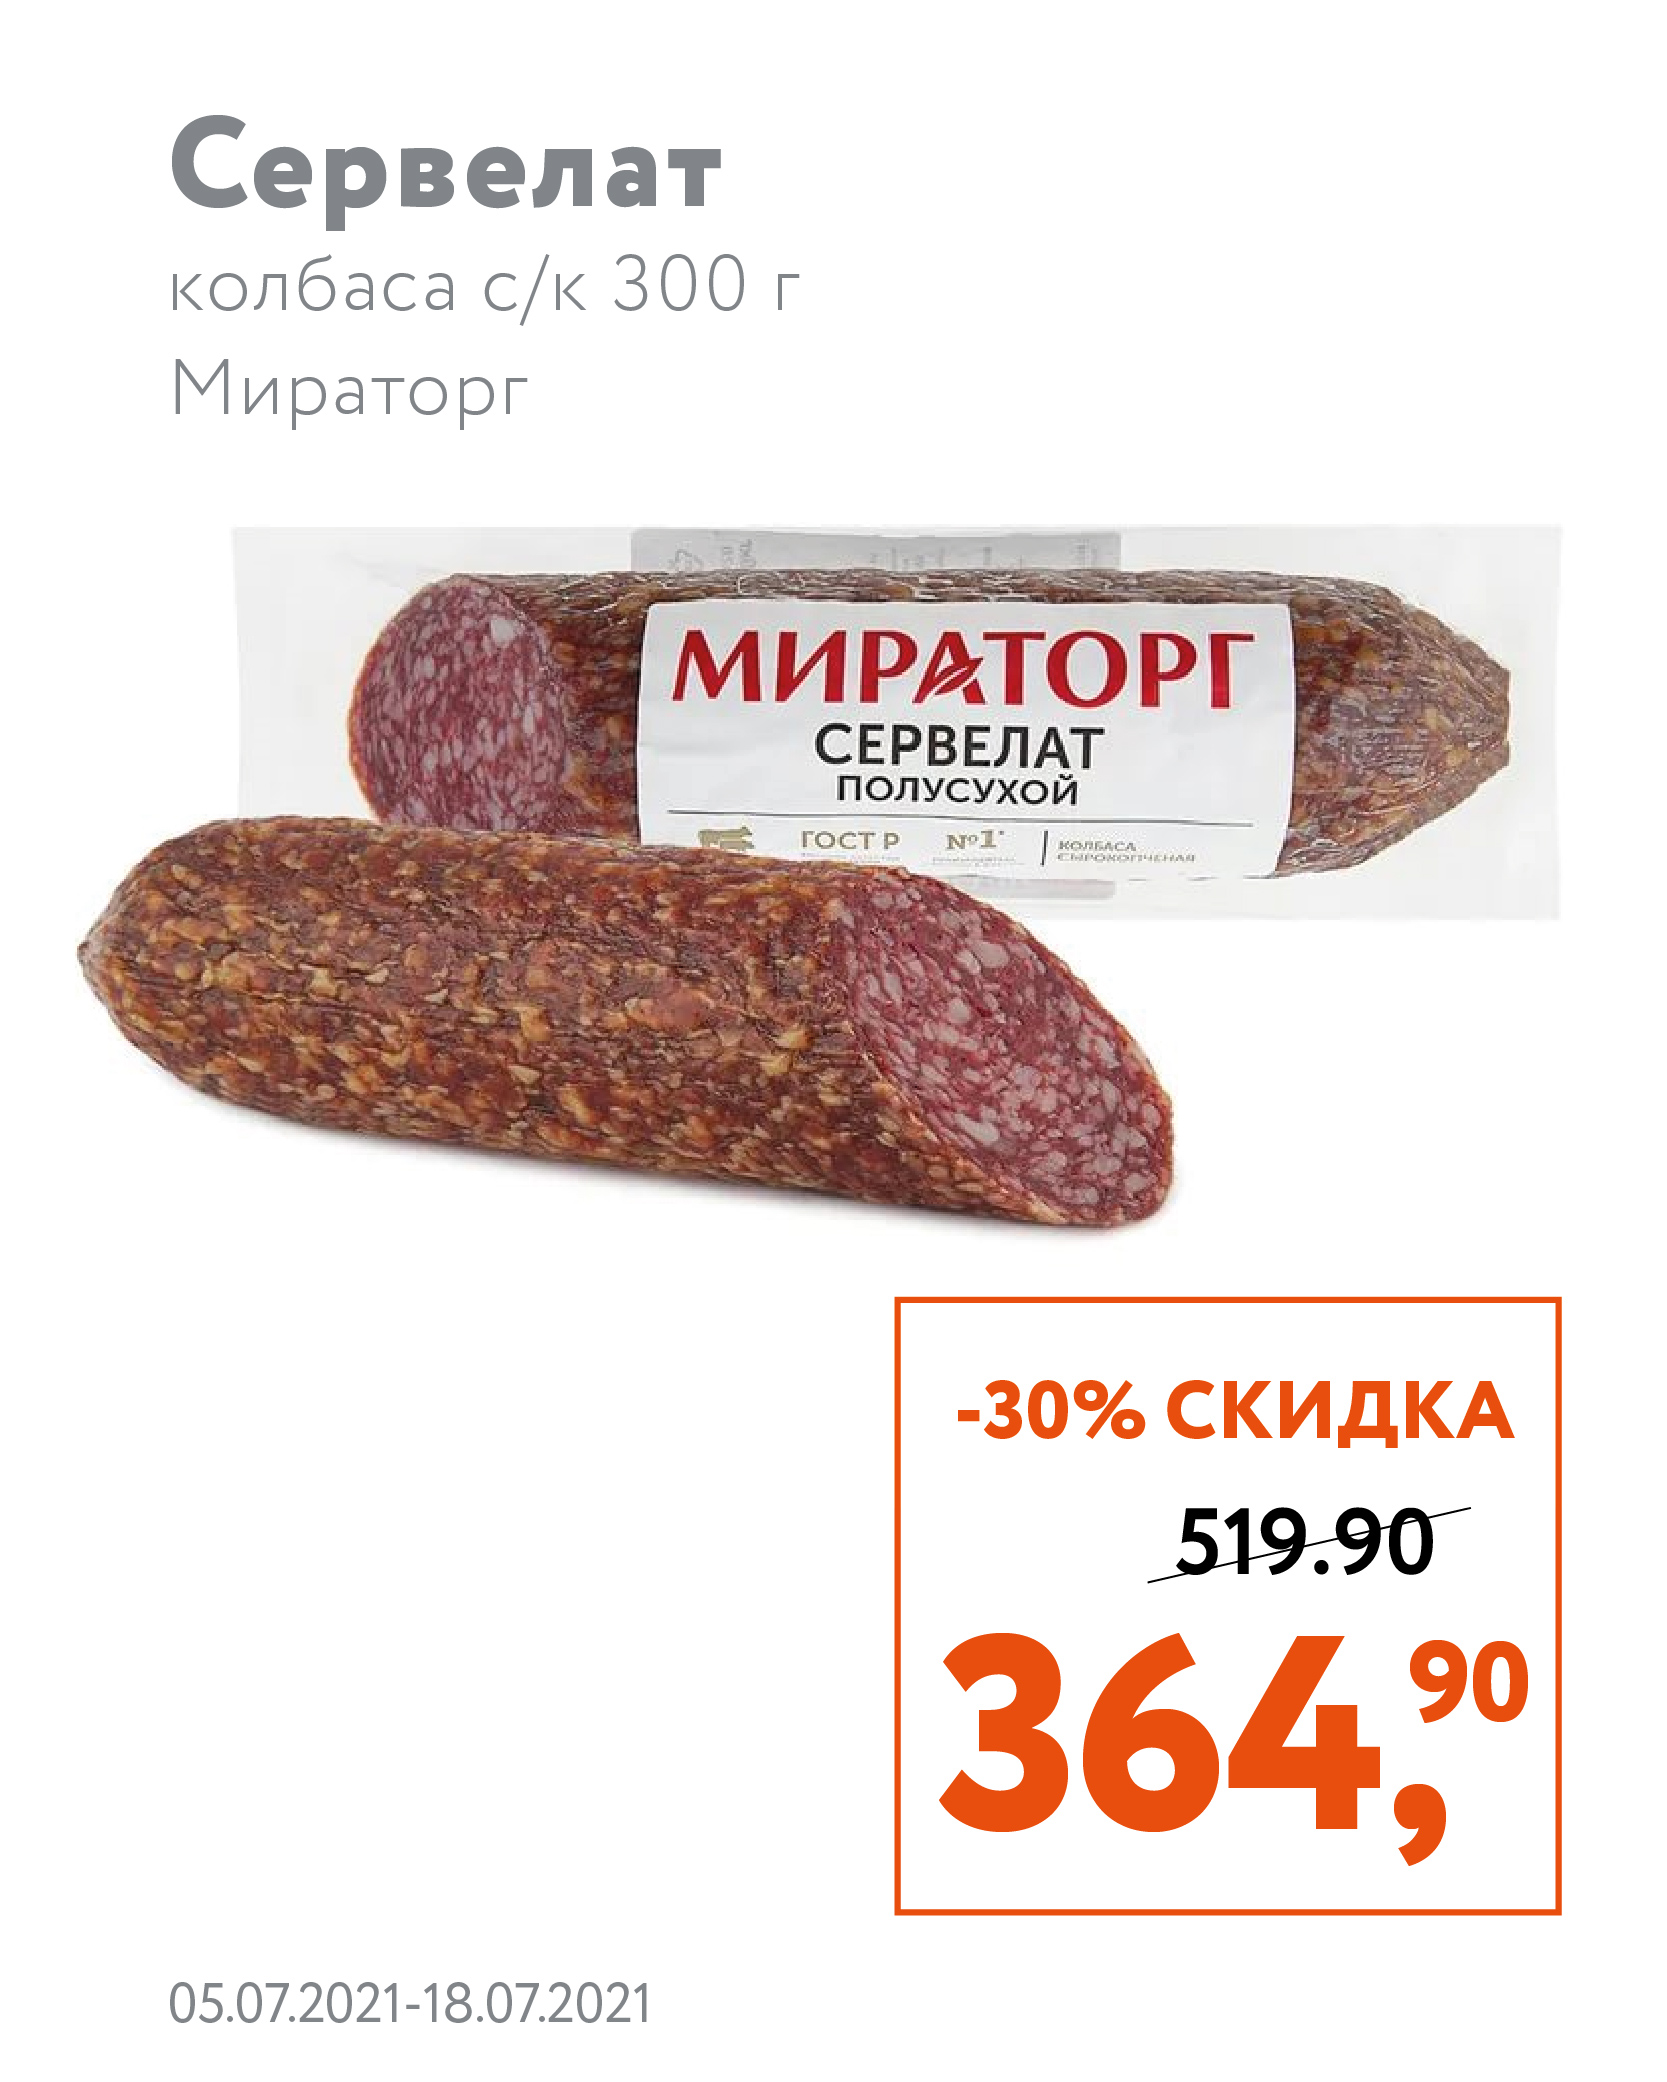 Сервелат
колбаса с/к 300 г
Мираторг
МИРАТОРГ
СЕРВЕЛАТ
ПОЛУСУХОЙ
ГОСТ Р №1* КОЛБАСА
СЫРОКОПЧЕНАЯ
-30% СКИДКА
519.90
364,90
05.07.2021-18.07.2021